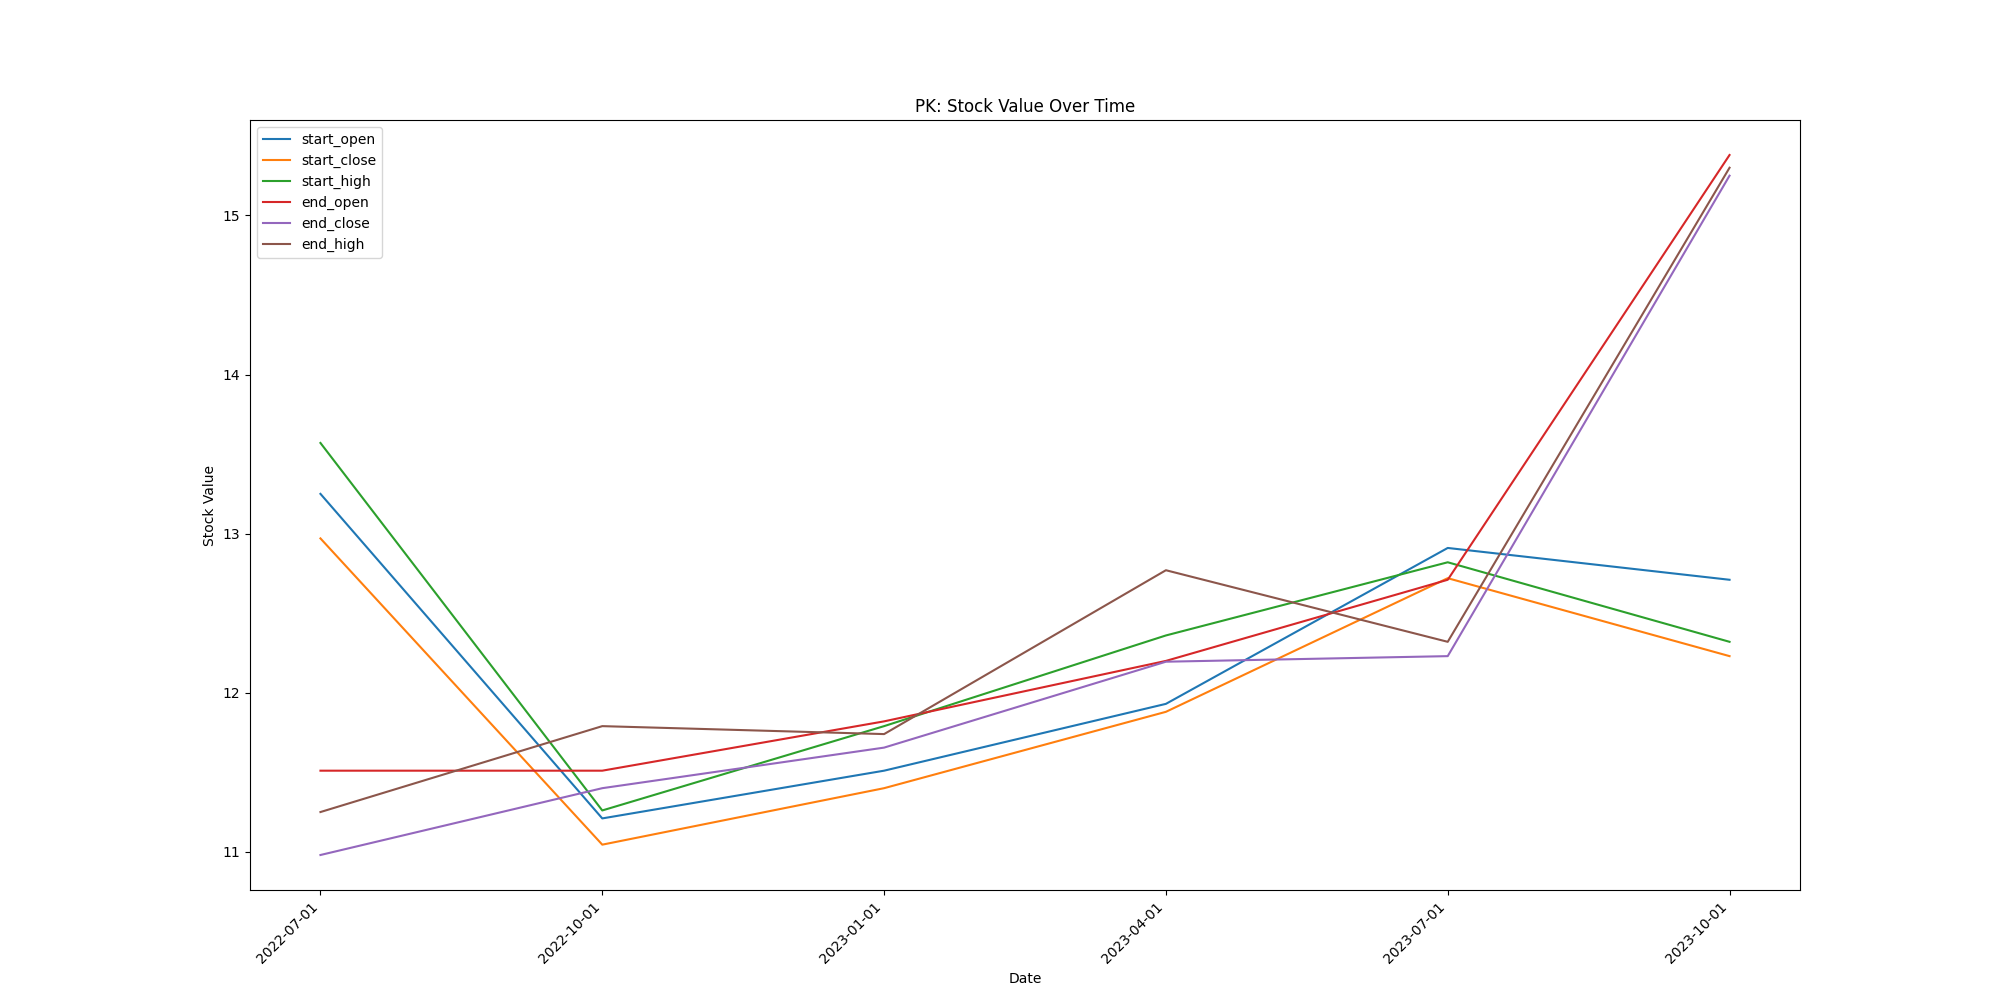 PK: Stock Value Over Time
start_open
start_close
start_high
end_open
end_close
end_high
Stock Value
15
14
13
12
11
2022-07-01
2022-10-01
2023-01-01
2023-04-01
2023-07-01
2023-10-01
Date